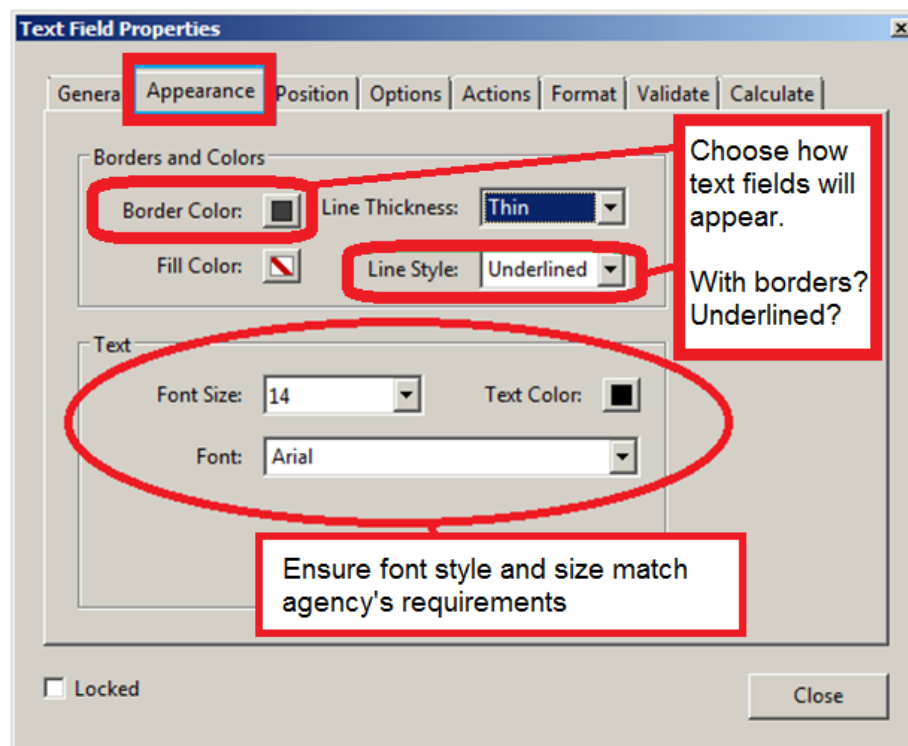 Text Field Properties
General Appearance Position Options Actions Format Validate Calculate
Borders and Colors
Border Color: Line Thickness: Thin
Fill Color: Line Style: Underlined
Choose how
text fields will
appear.
With borders?
Underlined?
Text
Font Size: 14 Text Color:
Font: Arial
Ensure font style and size match
agency's requirements
Locked
Close